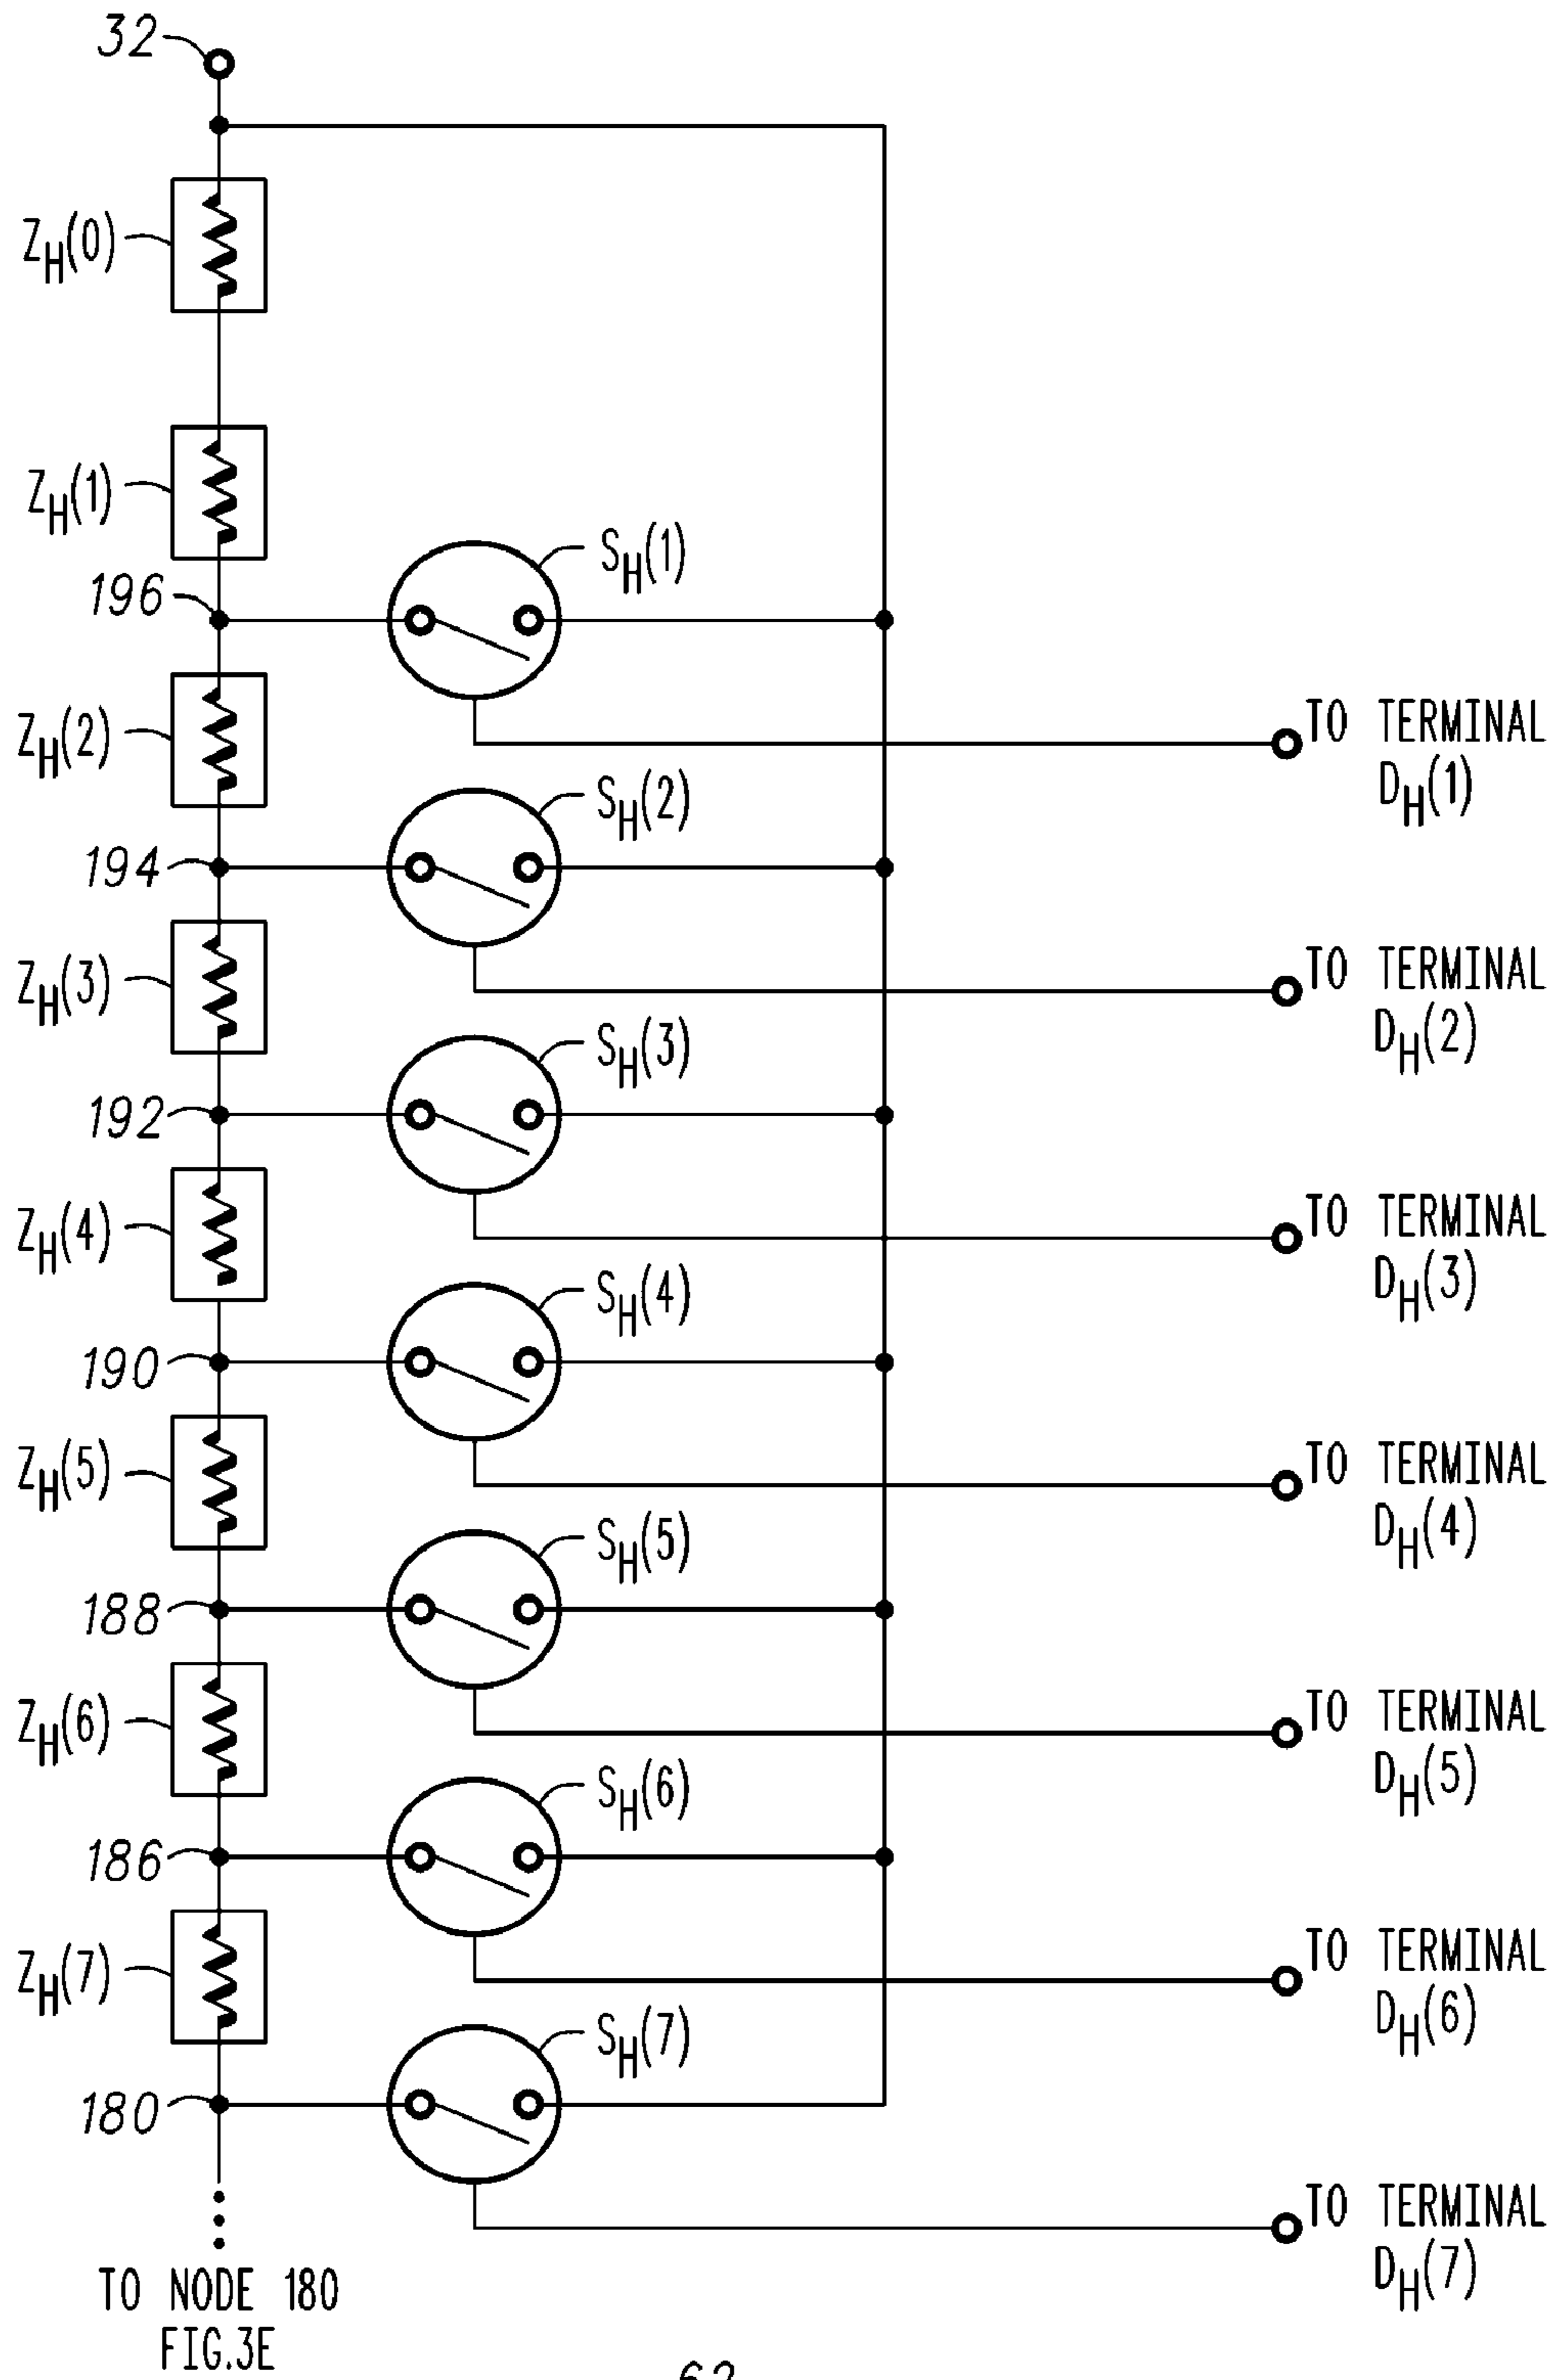 32
Z_H(0)
Z_H(1)
S_H(1)
196
TO TERMINAL
D_H(1)
Z_H(2)
S_H(2)
194
TO TERMINAL
D_H(2)
Z_H(3)
S_H(3)
192
TO TERMINAL
D_H(3)
Z_H(4)
S_H(4)
190
TO TERMINAL
D_H(4)
Z_H(5)
S_H(5)
188
TO TERMINAL
D_H(5)
Z_H(6)
S_H(6)
186
TO TERMINAL
D_H(6)
Z_H(7)
S_H(7)
180
TO TERMINAL
D_H(7)
TO NODE 180
FIG.3E